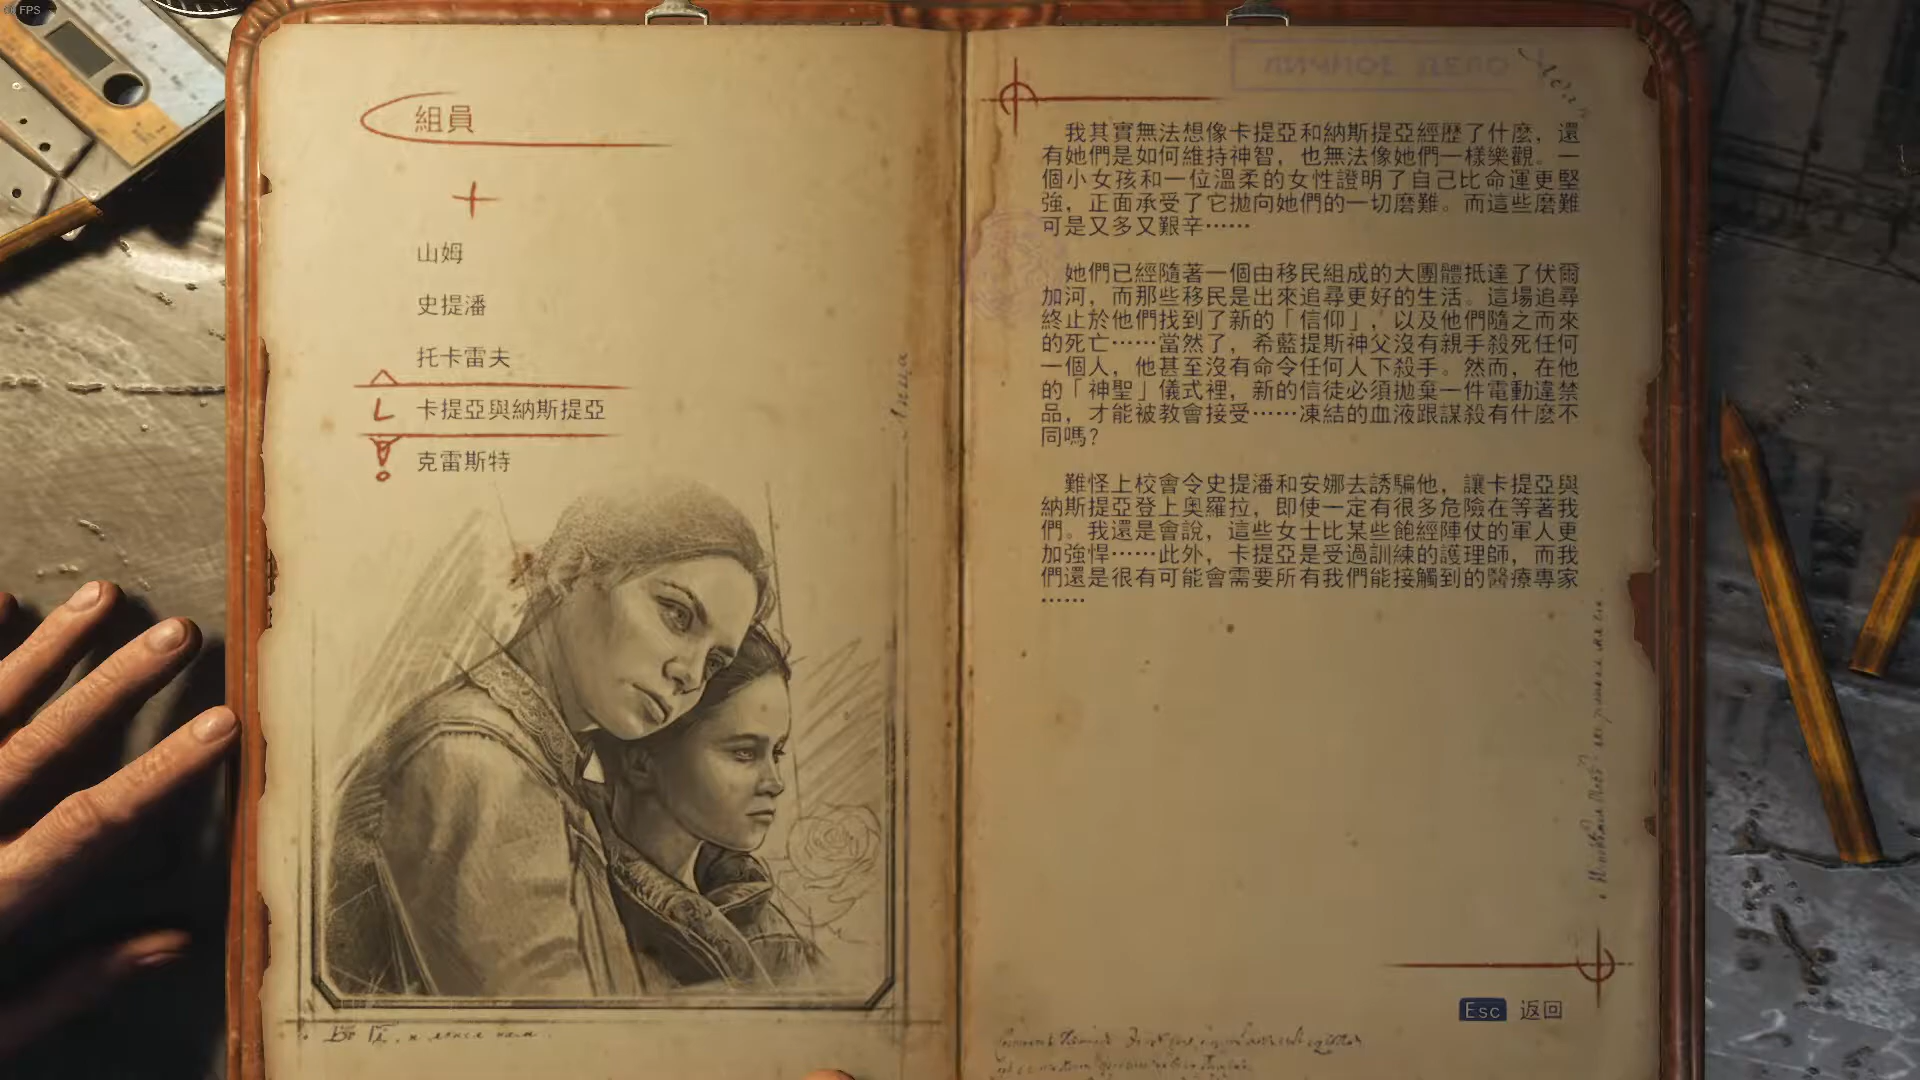 FPS
組員
山姆
史提潘
托卡雷夫
卡提亞與納斯提亞
克雷斯特
我其實無法想像卡提亞和納斯提亞經歷了什麼，還
有她們是如何維持神智，也無法像她們一樣樂觀。一
個小女孩和一位溫柔的女性證明了自己比命運更堅
強，正面承受了它拋向她們的一切磨難。而這些磨難
可是又多又艱辛……
她們已經隨著一個由移民組成的大團體抵達了伏爾
加河，而那些移民是出來追尋更好的生活。這場追尋
終止於他們找到了新的「信仰」，以及他們隨之而來
的死亡……當然了，希藍提斯神父沒有親手殺死任何
一個人，他甚至沒有命令任何人下殺手。然而，在他
的「神聖」儀式裡，新的信徒必須拋棄一件電動違禁
品，才能被教會接受……凍結的血液跟謀殺有什麼不
同嗎？
難怪上校會令史提潘和安娜去誘騙他，讓卡提亞與
納斯提亞登上奧羅拉，即使一定有很多危險在等著我
們。我還是會說，這些女士比某些飽經陣仗的軍人更
加強悍……此外，卡提亞是受過訓練的護理師，而我
們還是很有可能會需要所有我們能接觸到的醫療專家
……
Esc 返回